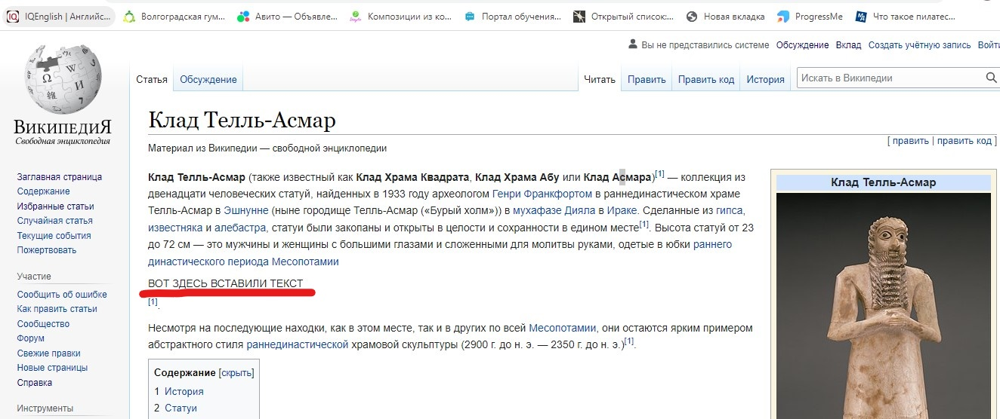 IQEnglish | Английс... Волгоградская гум... Авито — Объявле... Композиции из ко... Портал обучения... Открытый список:... Новая вкладка ProgressMe Что такое пилатес...
Вы не представились системе Обсуждение Вклад Создать учётную запись Войти
Статья Обсуждение Читать Править Править код История Искать в Википедии
ВикипедиЯ
Свободная энциклопедия
Клад Телль-Асмар
[ править | править код ]
Материал из Википедии — свободной энциклопедии
Заглавная страница
Содержание
Избранные статьи
Случайная статья
Текущие события
Пожертвовать
Участие
Сообщить об ошибке
Как править статьи
Сообщество
Форум
Свежие правки
Новые страницы
Справка
Инструменты
Клад Телль-Асмар (также известный как Клад Храма Квадрата, Клад Храма Абу или Клад Асмара)[1] — коллекция из
двенадцати человеческих статуй, найденных в 1933 году археологом Генри Франкфортом в раннединастическом храме
Телль-Асмар в Эшнунне (ныне городище Телль-Асмар («Бурый холм»)) в мухафазе Дияла в Ираке. Сделанные из гипса,
известняка и алебастра, статуи были закопаны и открыты в целости и сохранности в едином месте[1]. Высота статуй от 23
до 72 см — это мужчины и женщины с большими глазами и сложенными для молитвы руками, одетые в юбки раннего
династического периода Месопотамии
ВОТ ЗДЕСЬ ВСТАВИЛИ ТЕКСТ
[1].
Несмотря на последующие находки, как в этом месте, так и в других по всей Месопотамии, они остаются ярким примером
абстрактного стиля раннединастической храмовой скульптуры (2900 г. до н. э. — 2350 г. до н. э.)[1].
Содержание [скрыть]
1 История
2 Статуи
Клад Телль-Асмар